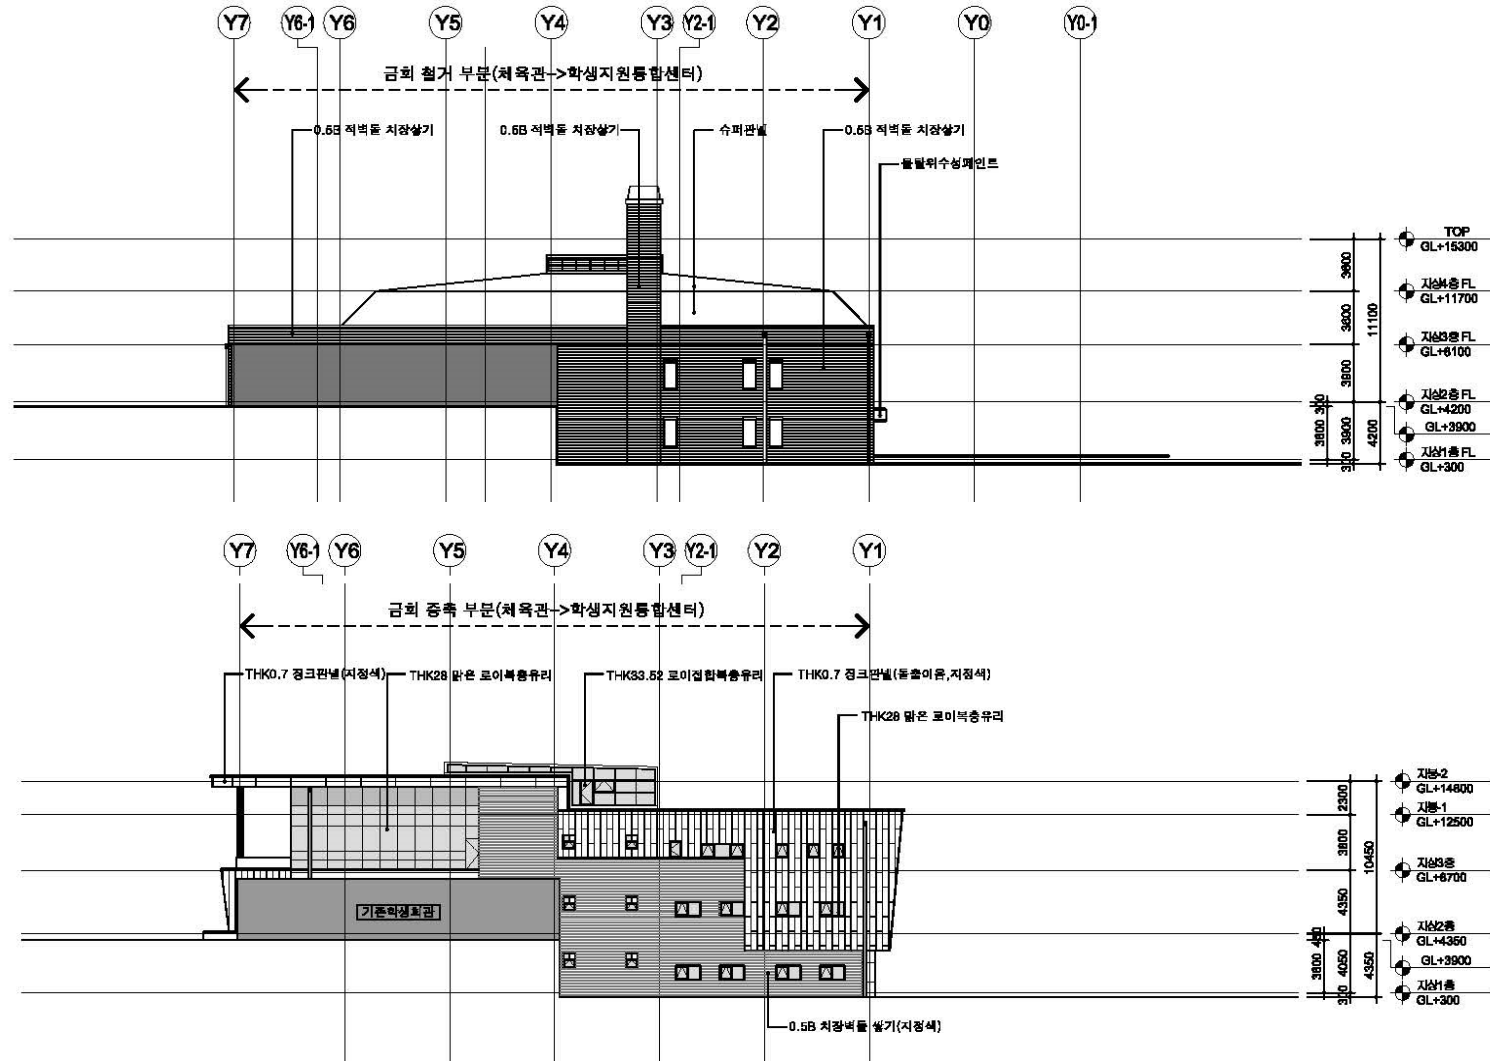 Y7 Y6-1 Y6 Y5 Y4 Y3 Y2-1 Y2 Y1 Y0 Y0-1
금회 철거 부분(체육관->학생지원통합센터)
0.5B 적벽돌 치장쌓기
0.5B 적벽돌 치장쌓기
슈퍼판넬
0.5B 적벽돌 치장쌓기
몰탈위수성페인트
TOP
GL+15300
3600
지상4층 FL
GL+11700
3600
11100
지상3층 FL
GL+8100
3900
지상2층 FL
GL+4200
300
GL+3900
3600
3900
4200
지상1층 FL
GL+300
300
Y7 Y6-1 Y6 Y5 Y4 Y3 Y2-1 Y2 Y1
금회 증축 부분(체육관->학생지원통합센터)
THK0.7 징크판넬(지정색)
THK28 맑은 로이복층유리
THK33.52 로이접합복층유리
THK0.7 징크판넬(돌출이음,지정색)
THK28 맑은 로이복층유리
지붕-2
GL+14800
2300
지붕-1
GL+12500
3800
10450
지상3층
GL+8700
4350
기존학생회관
지상2층
GL+4350
450
GL+3900
3600
4050
4350
지상1층
GL+300
300
0.5B 치장벽돌 쌓기(지정색)